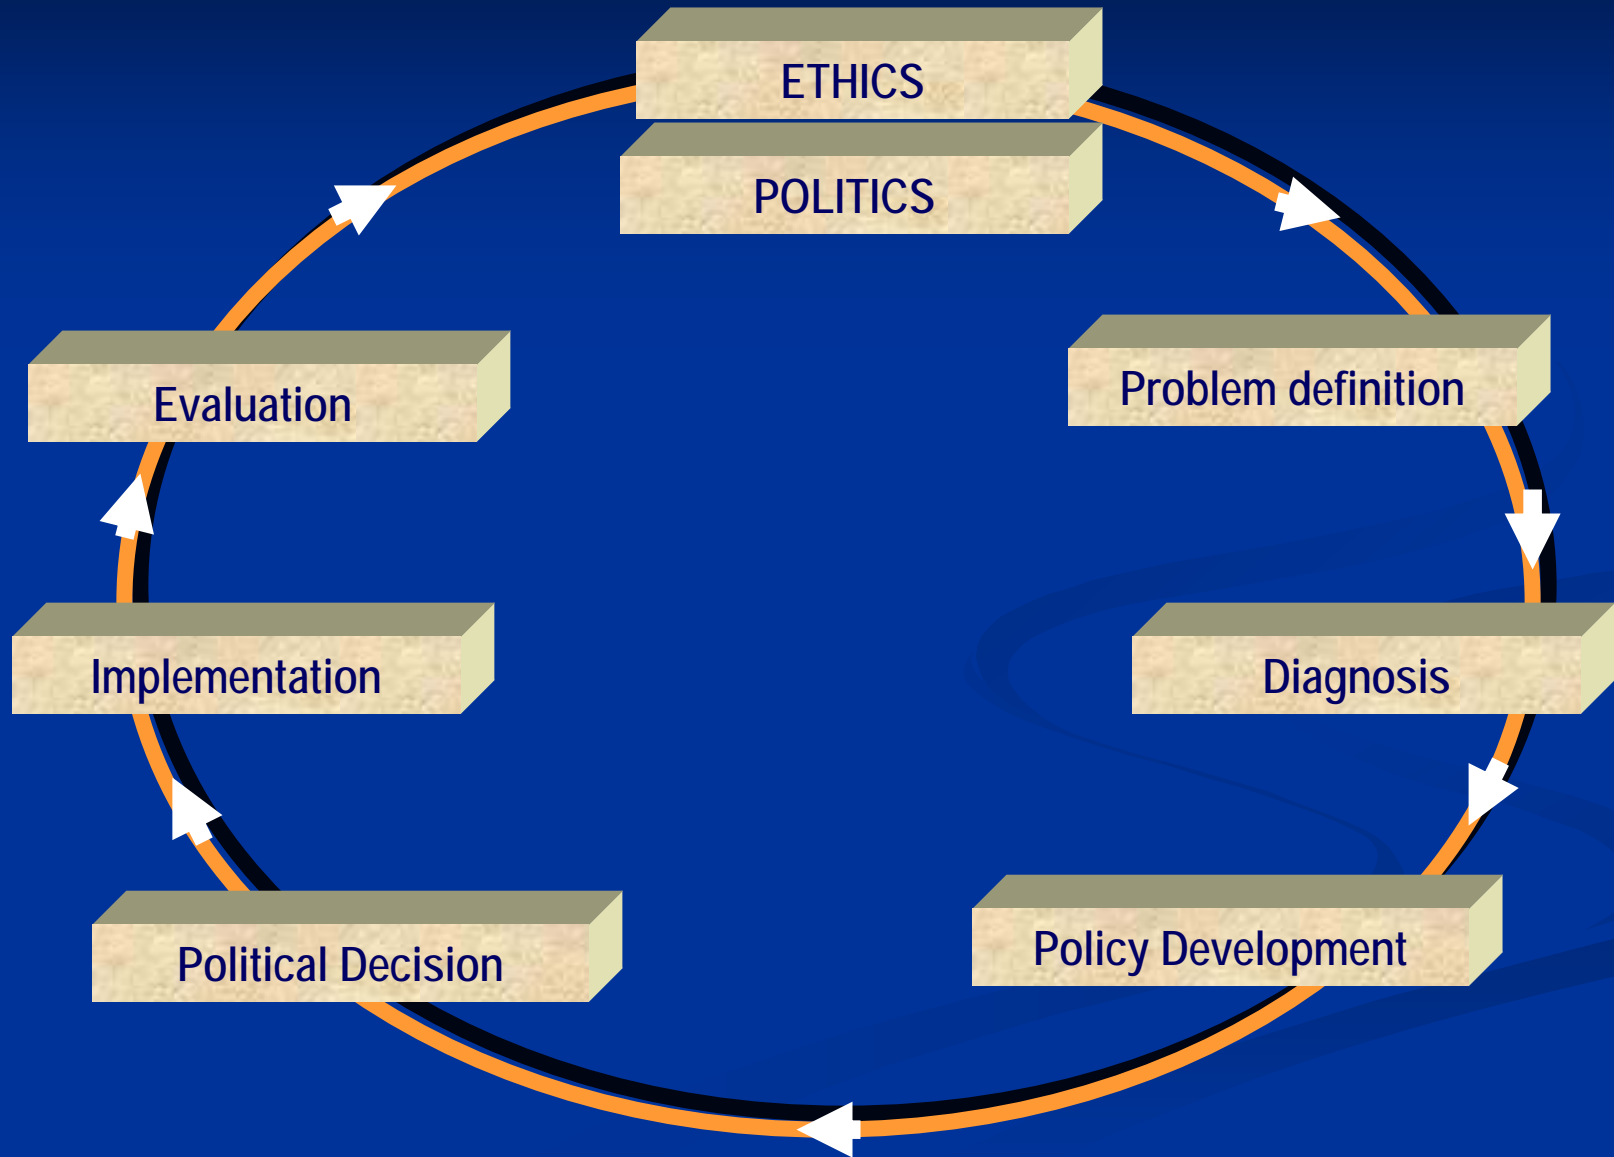 ETHICS
POLITICS
Problem definition
Diagnosis
Policy Development
Political Decision
Implementation
Evaluation